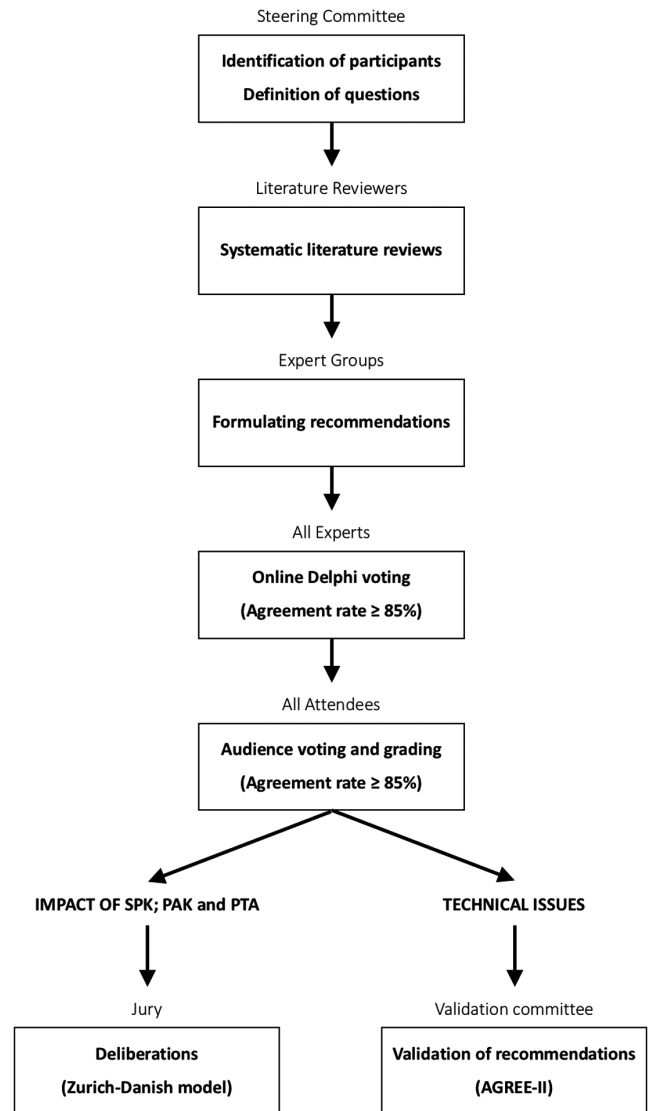 Steering Committee
Identification of participants
Definition of questions
Literature Reviewers
Systematic literature reviews
Expert Groups
Formulating recommendations
All Experts
Online Delphi voting
(Agreement rate ≥ 85%)
All Attendees
Audience voting and grading
(Agreement rate ≥ 85%)
IMPACT OF SPK; PAK and PTA
TECHNICAL ISSUES
Jury
Validation committee
Deliberations
(Zurich-Danish model)
Validation of recommendations
(AGREE-II)